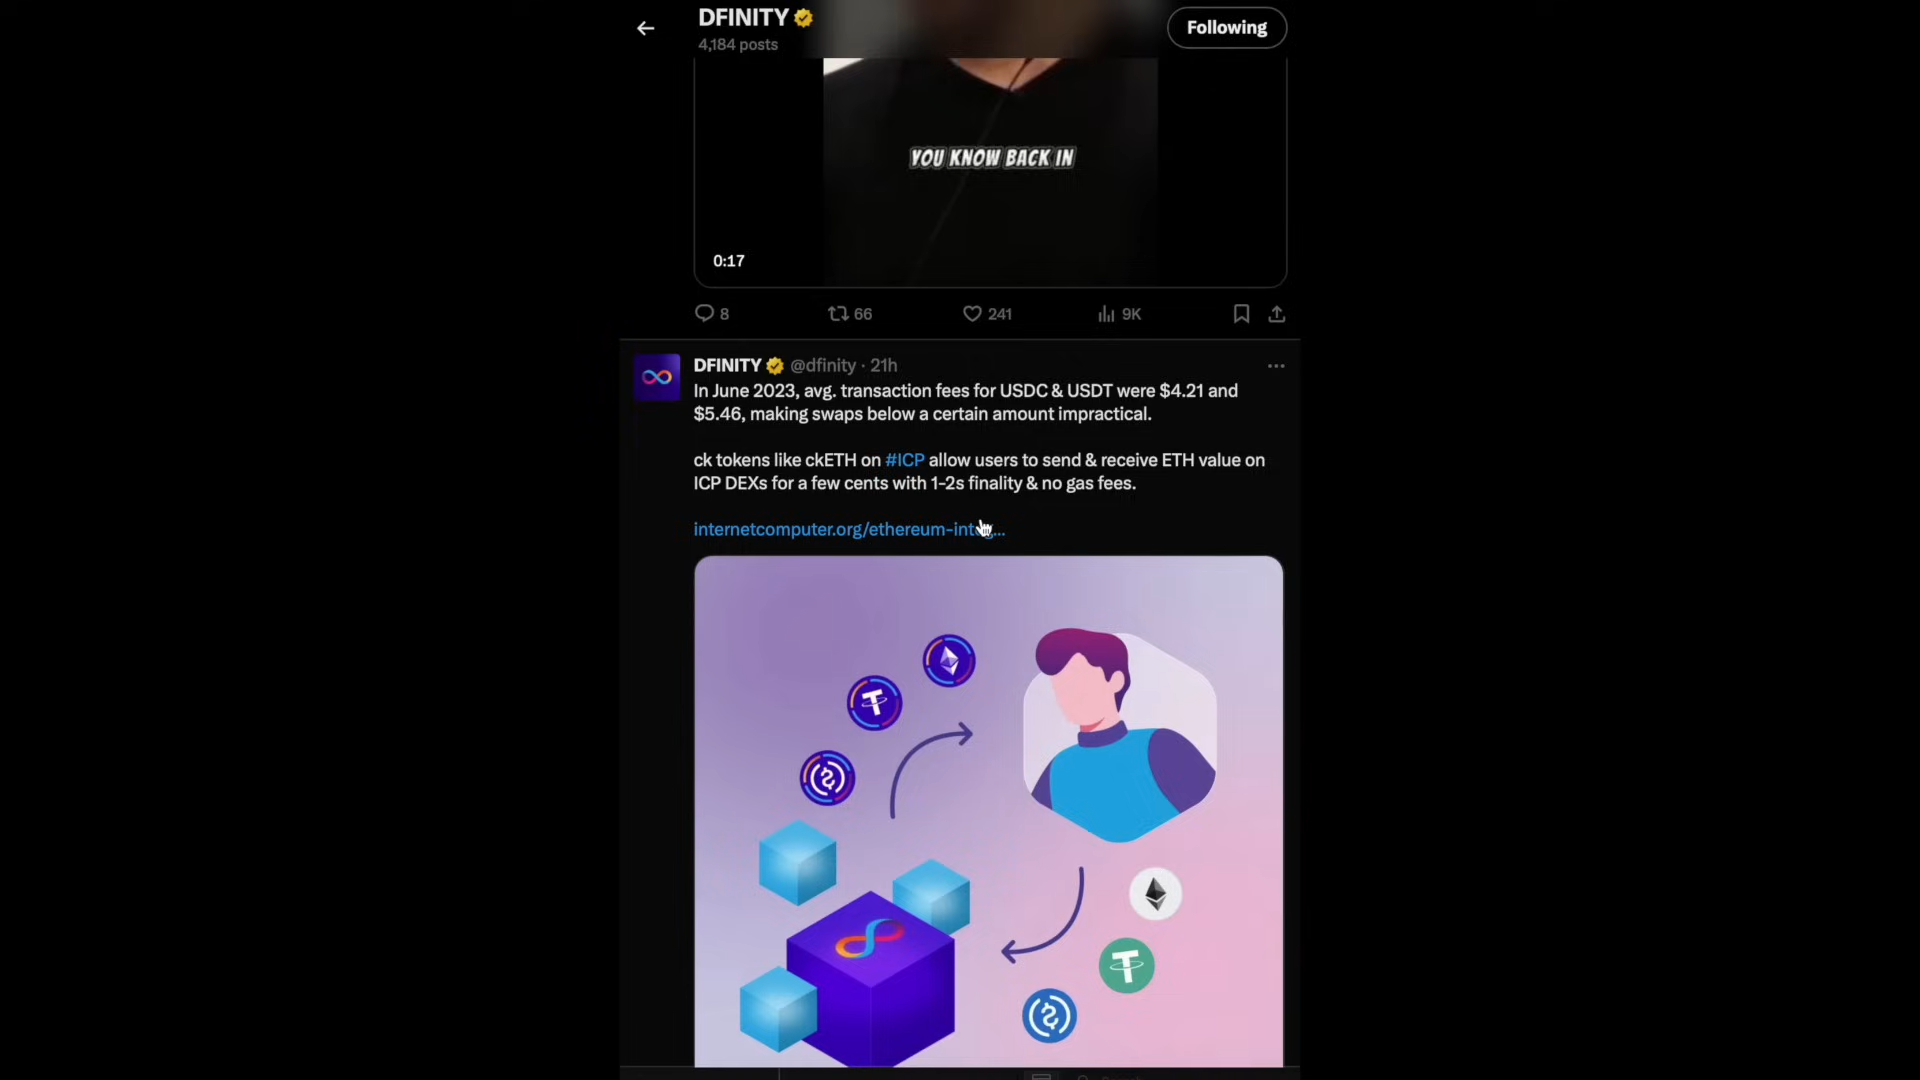 DFINITY
4,184 posts
Following
YOU KNOW BACK IN
0:17
8 66 241 9K
DFINITY @dfinity · 21h
In June 2023, avg. transaction fees for USDC & USDT were $4.21 and
$5.46, making swaps below a certain amount impractical.
ck tokens like ckETH on #ICP allow users to send & receive ETH value on
ICP DEXs for a few cents with 1-2s finality & no gas fees.
internetcomputer.org/ethereum-integ...